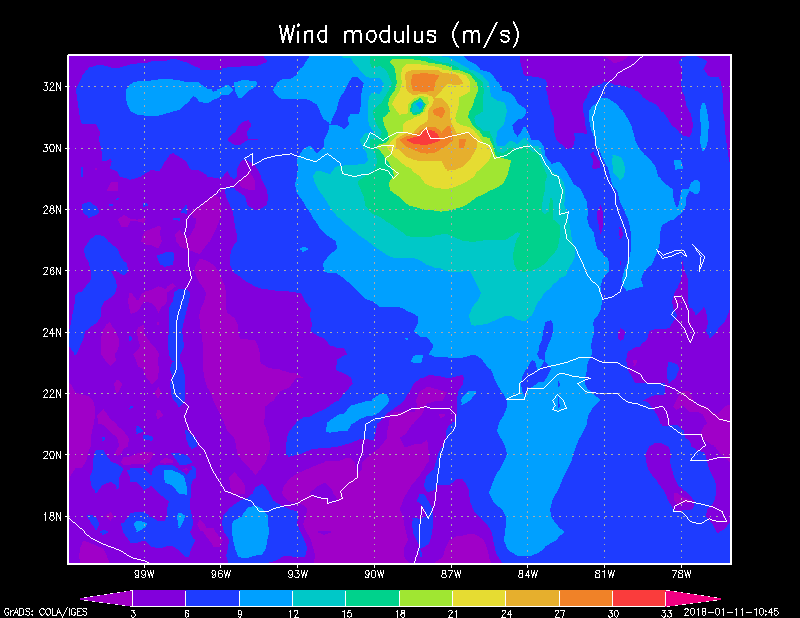 Wind modulus (m/s)
32N
30N
28N
26N
24N
22N
20N
18N
99W 96W 93W 90W 87W 84W 81W 78W
3 6 9 12 15 18 21 24 27 30 33
GrADS: COLA/IGES 2018-01-11-10:45